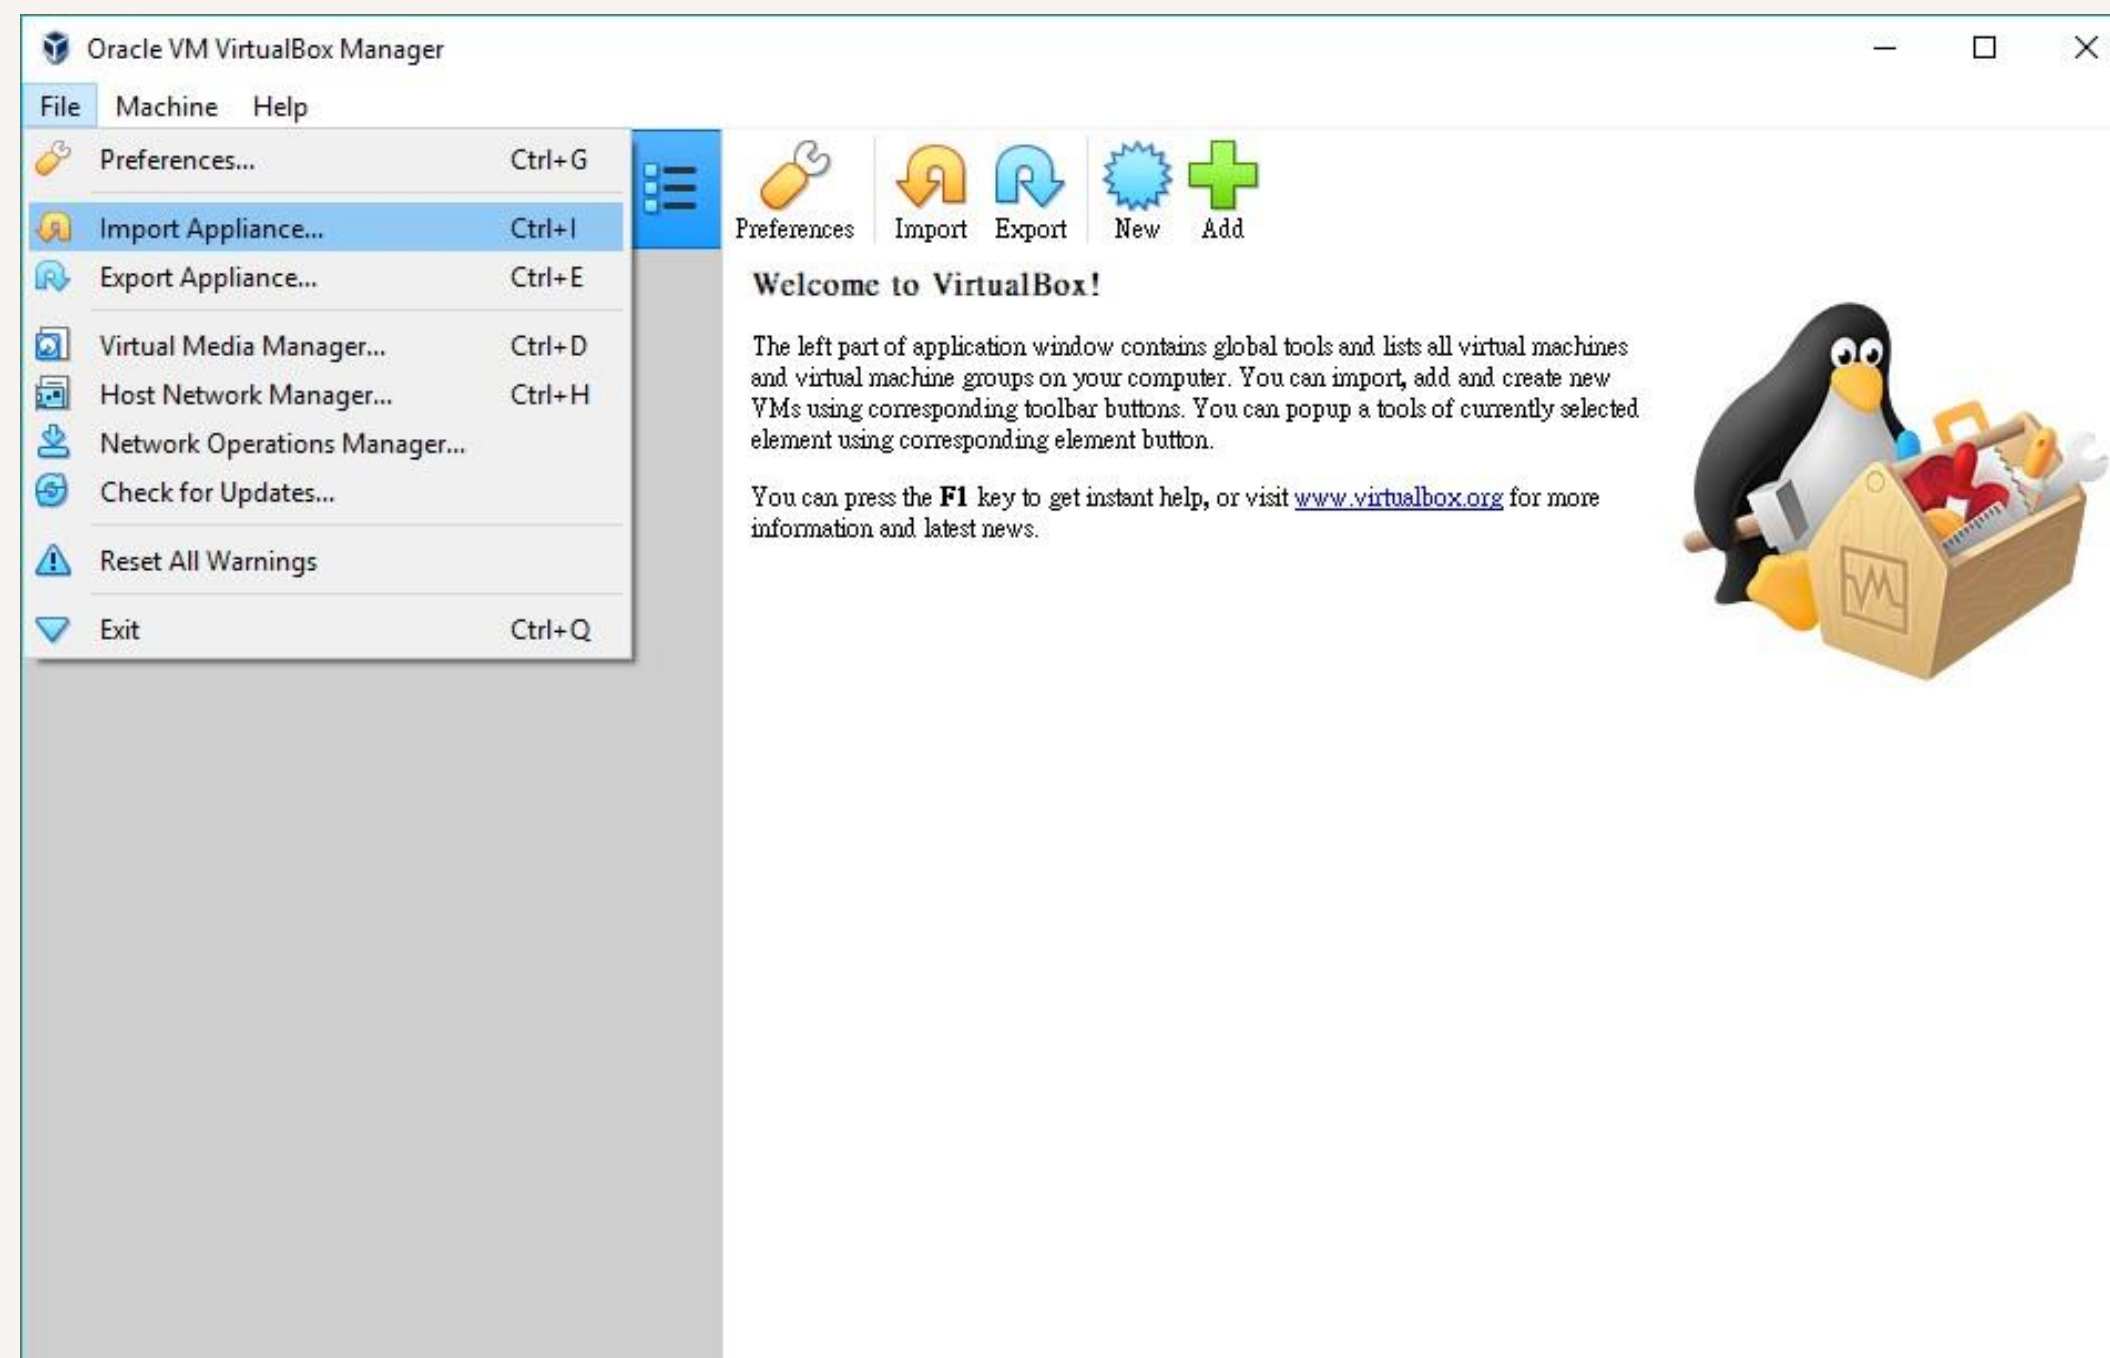 Oracle VM VirtualBox Manager
File Machine Help
Preferences... Ctrl+G
Import Appliance... Ctrl+I
Export Appliance... Ctrl+E
Virtual Media Manager... Ctrl+D
Host Network Manager... Ctrl+H
Network Operations Manager...
Check for Updates...
Reset All Warnings
Exit Ctrl+Q
Preferences Import Export New Add
Welcome to VirtualBox!
The left part of application window contains global tools and lists all virtual machines
and virtual machine groups on your computer. You can import, add and create new
VMs using corresponding toolbar buttons. You can popup a tools of currently selected
element using corresponding element button.
You can press the F1 key to get instant help, or visit www.virtualbox.org for more
information and latest news.